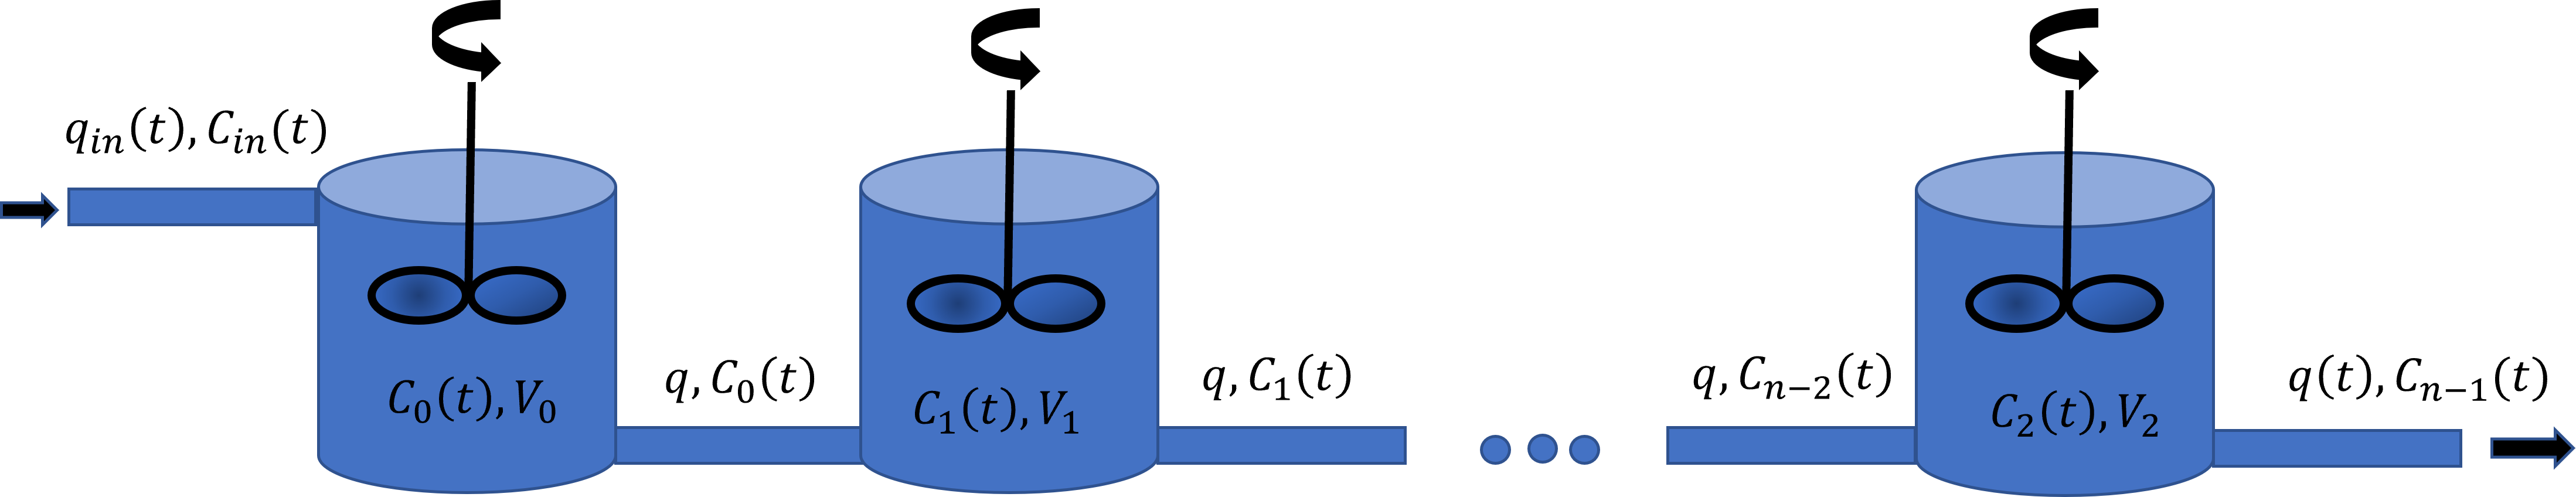 q_{in}(t), C_{in}(t)
C_0(t), V_0
q, C_0(t)
C_1(t), V_1
q, C_1(t)
q, C_{n-2}(t)
C_2(t), V_2
q(t), C_{n-1}(t)